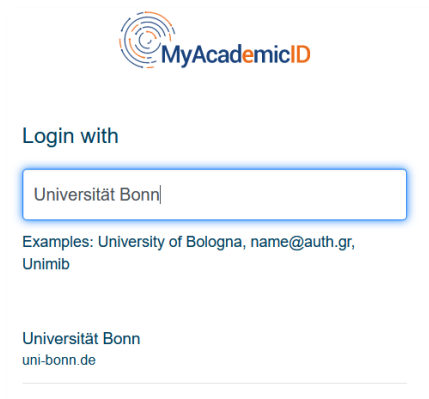 MyAcademicID
Login with
Universität Bonn
Examples: University of Bologna, name@auth.gr,
Unimib
Universität Bonn
uni-bonn.de